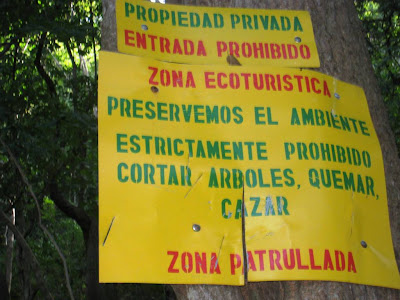 PROPIEDAD PRIVADA
ENTRADA PROHIBIDO
ZONA ECOTURISTICA
PRESERVEMOS EL AMBIENTE
ESTRICTAMENTE PROHIBIDO
CORTAR ARBOLES, QUEMAR,
CAZAR
ZONA PATRULLADA